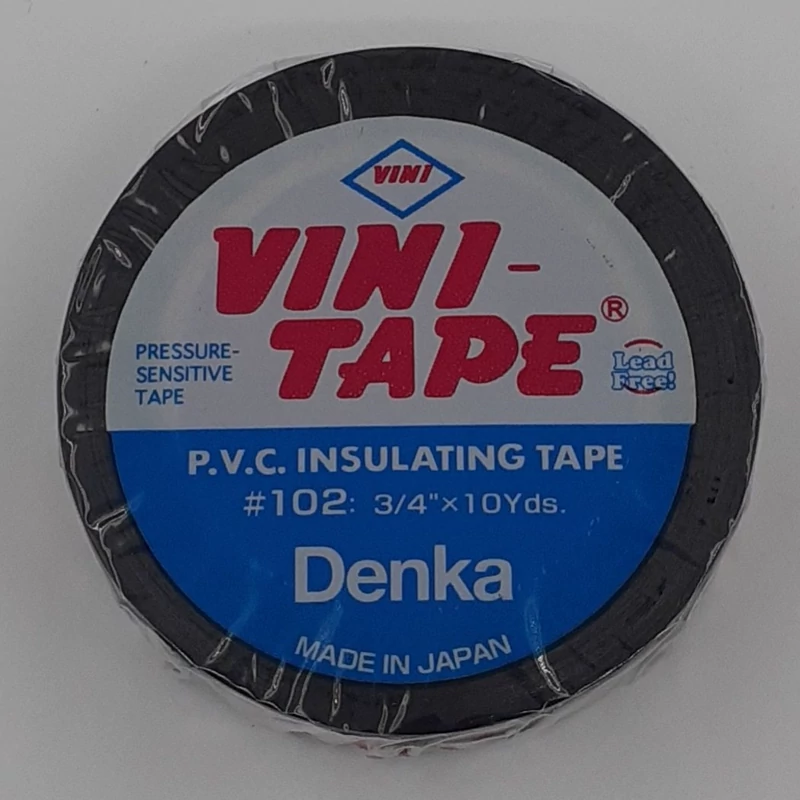 VINI
VINI-
TAPE®
PRESSURE-
SENSITIVE
TAPE
Lead
Free!
P.V.C. INSULATING TAPE
#102: 3/4"×10Yds.
Denka
MADE IN JAPAN